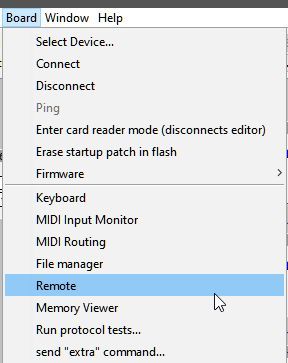 Board Window Help
Select Device...
Connect
Disconnect
Ping
Enter card reader mode (disconnects editor)
Erase startup patch in flash
Firmware
Keyboard
MIDI Input Monitor
MIDI Routing
File manager
Remote
Memory Viewer
Run protocol tests...
send "extra" command...